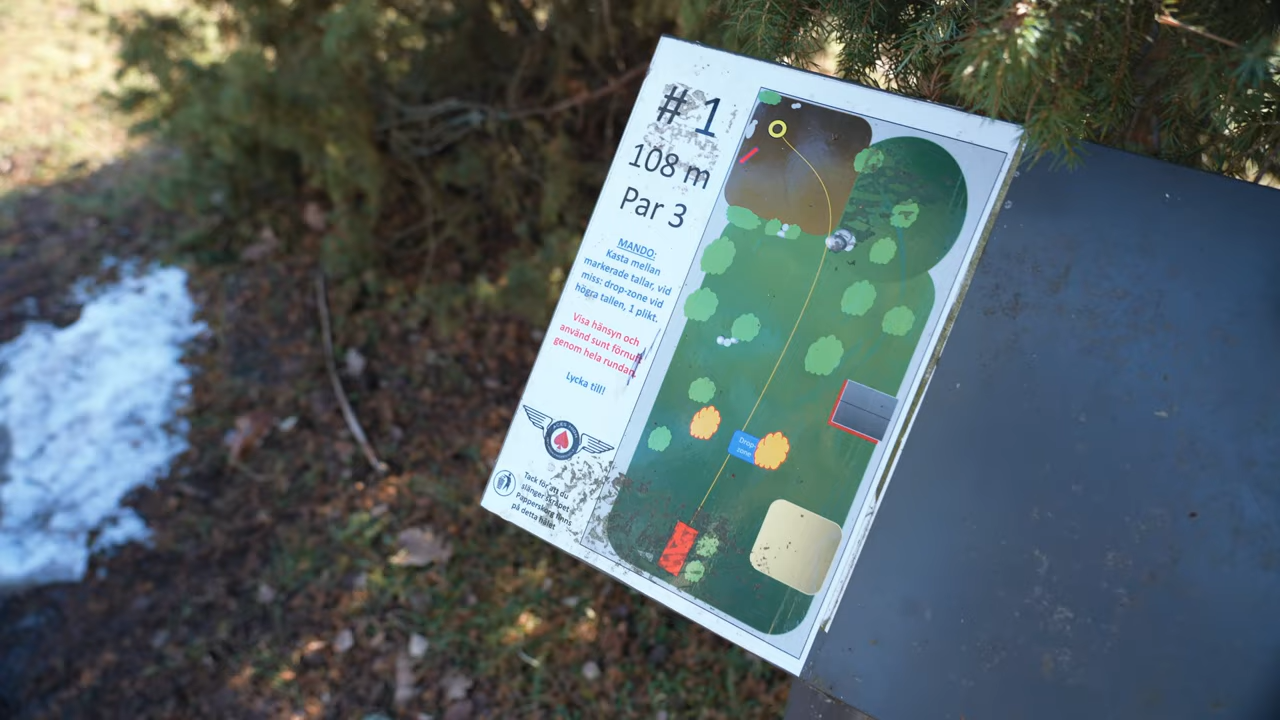 # 1
108 m
Par 3
MANDO:
Kasta mellan
markerade tallar, vid
miss: drop-zone vid
högra tallen, 1 plikt.
Visa hänsyn och
använd sunt förnuft
genom hela rundan.
Lycka till!
Tack för att du
slänger skräpet
Papperskorg finns
på detta hålet
Drop-
zone